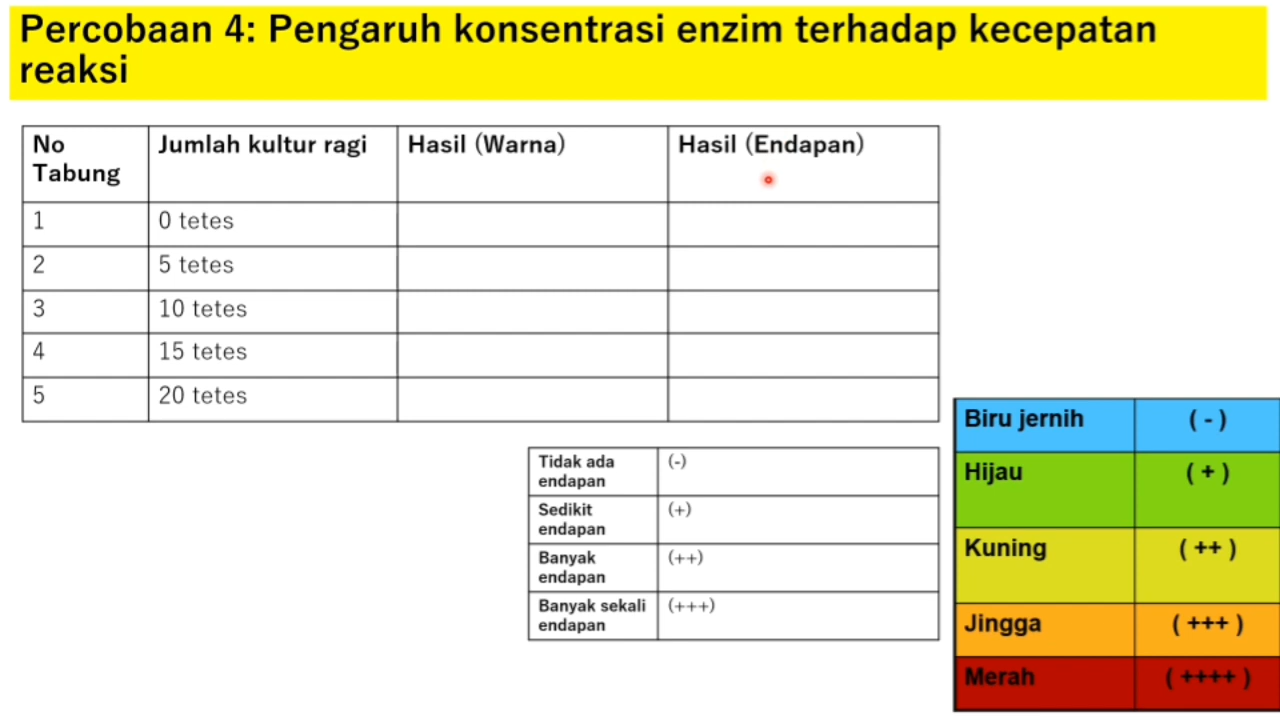 Percobaan 4: Pengaruh konsentrasi enzim terhadap kecepatan
reaksi
No Tabung Jumlah kultur ragi Hasil (Warna) Hasil (Endapan)
1 0 tetes
2 5 tetes
3 10 tetes
4 15 tetes
5 20 tetes
Tidak ada endapan (-)
Sedikit endapan (+)
Banyak endapan (++)
Banyak sekali endapan (+++)
Biru jernih ( - )
Hijau ( + )
Kuning ( ++ )
Jingga ( +++ )
Merah ( ++++ )